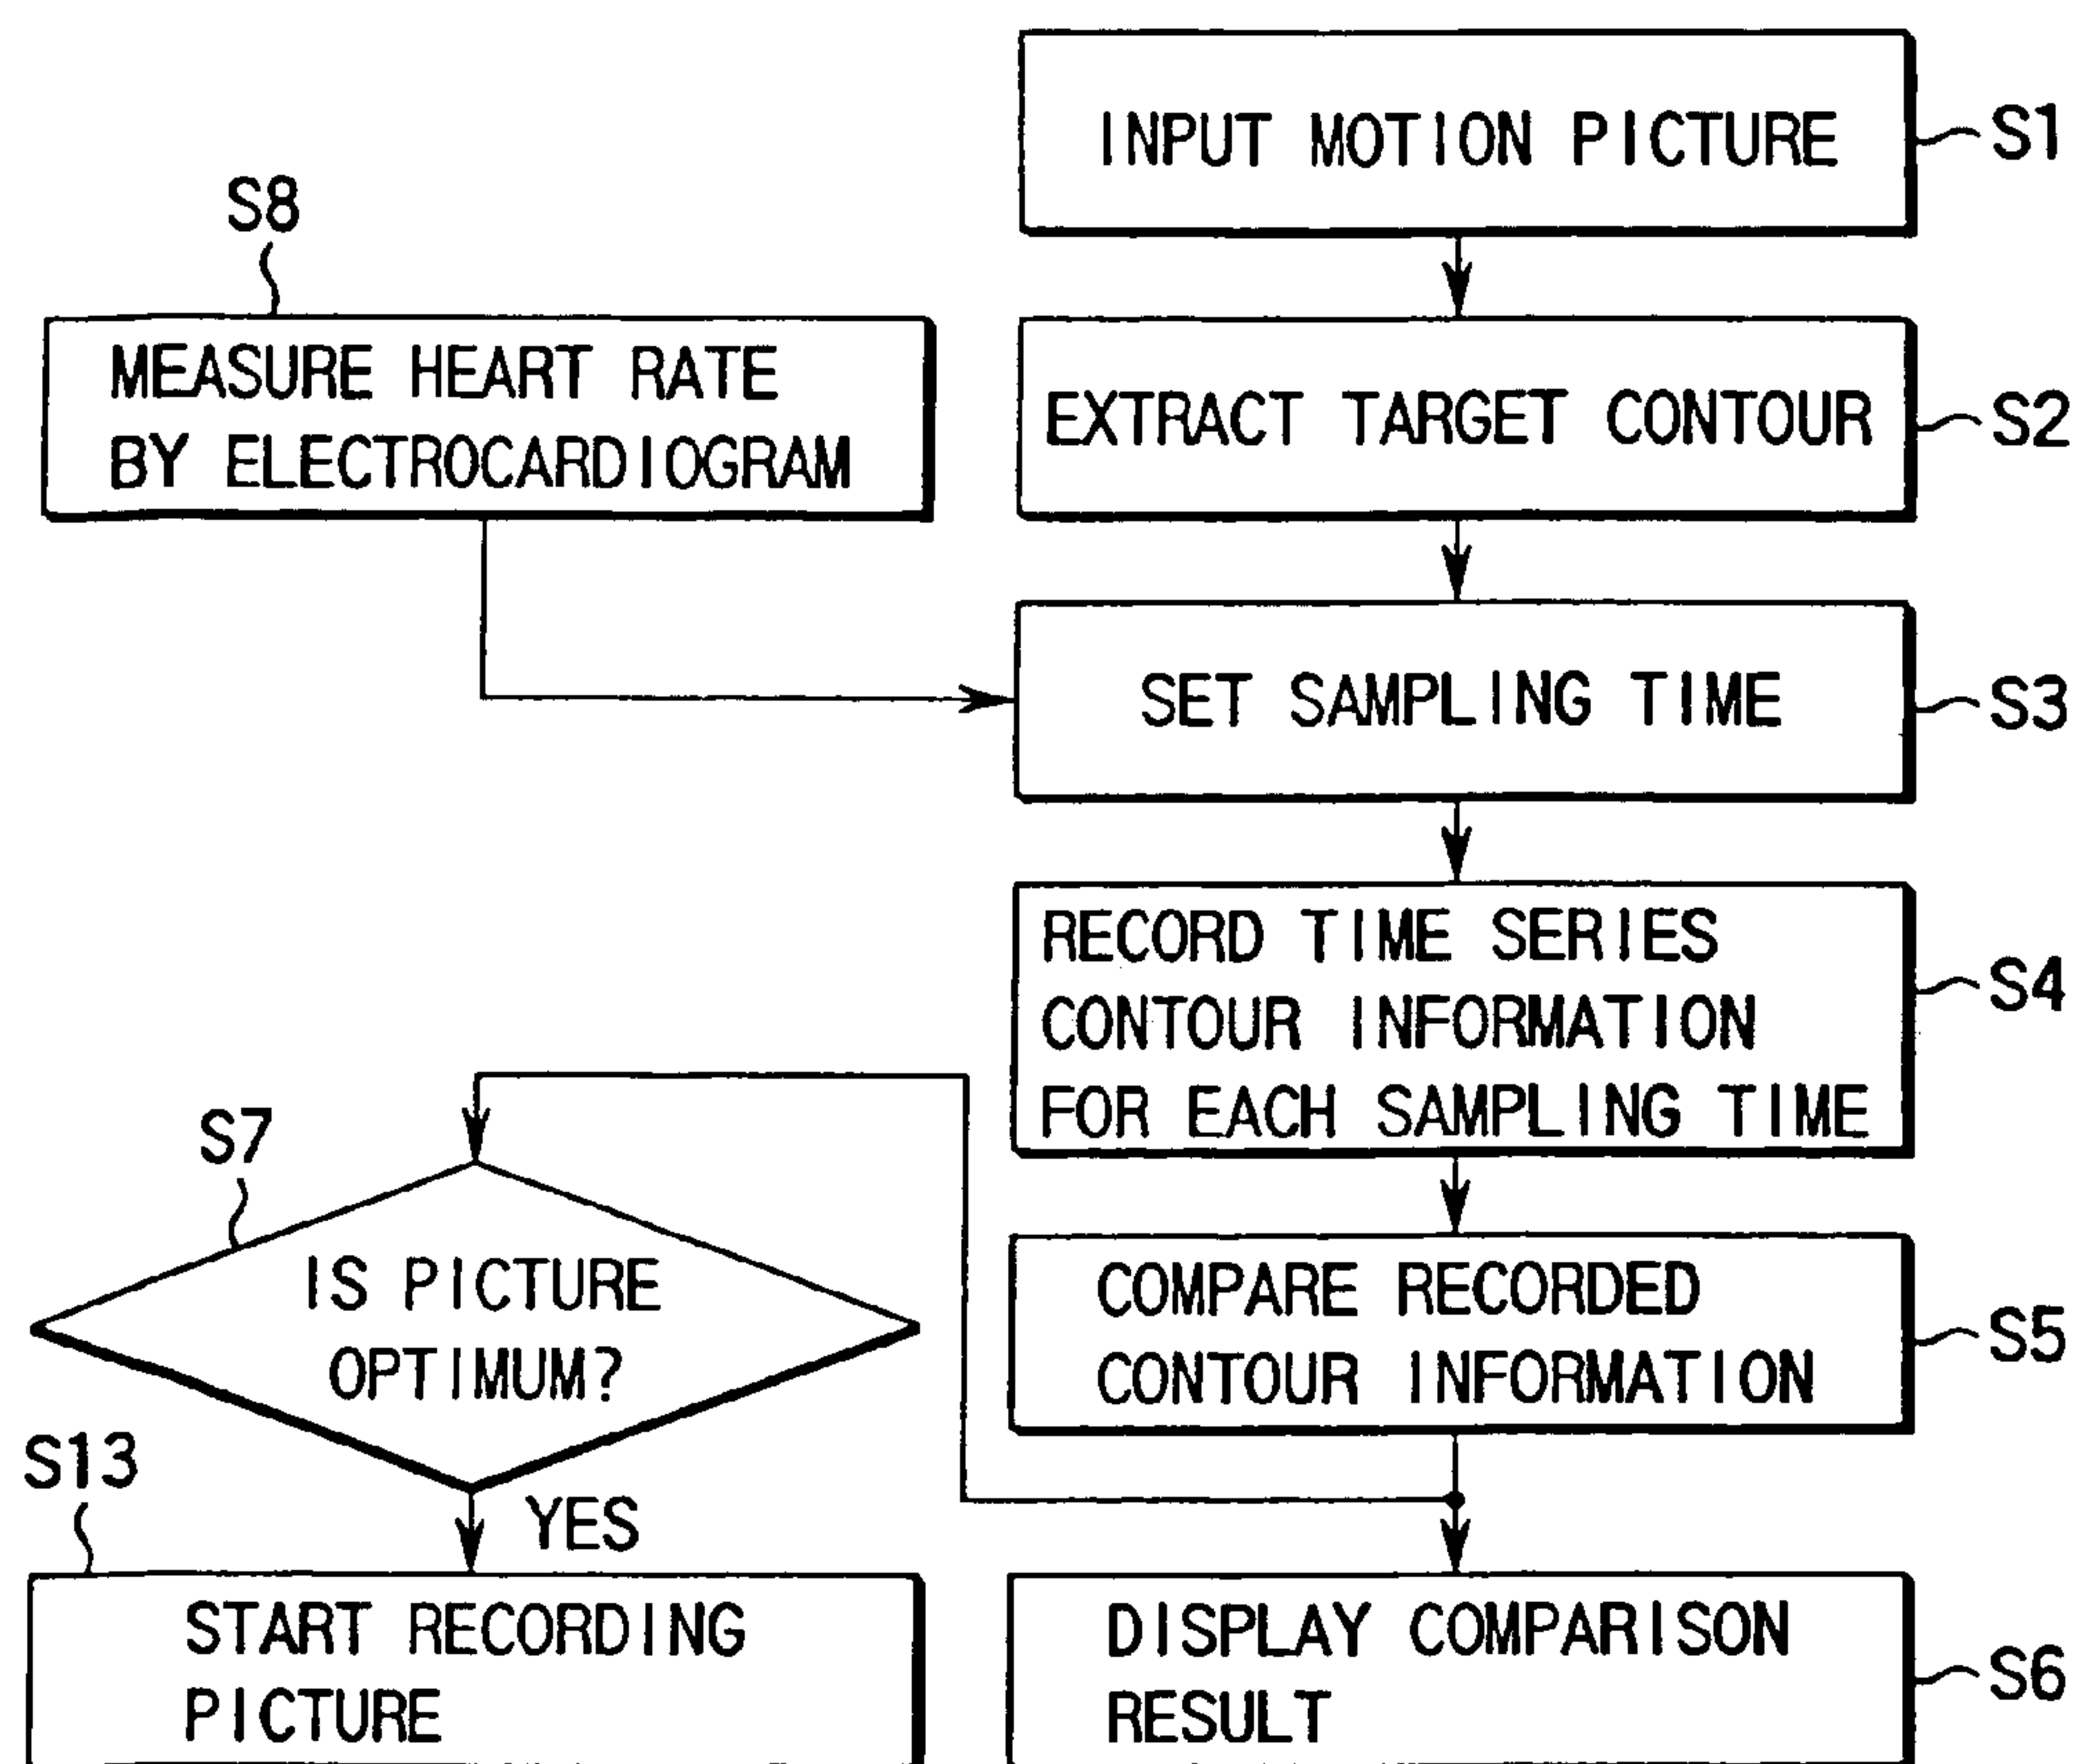 INPUT MOTION PICTURE
S1
S8
MEASURE HEART RATE
BY ELECTROCARDIOGRAM
EXTRACT TARGET CONTOUR
S2
SET SAMPLING TIME
S3
RECORD TIME SERIES
CONTOUR INFORMATION
FOR EACH SAMPLING TIME
S4
S7
IS PICTURE
OPTIMUM?
COMPARE RECORDED
CONTOUR INFORMATION
S5
S13
YES
START RECORDING
PICTURE
DISPLAY COMPARISON
RESULT
S6